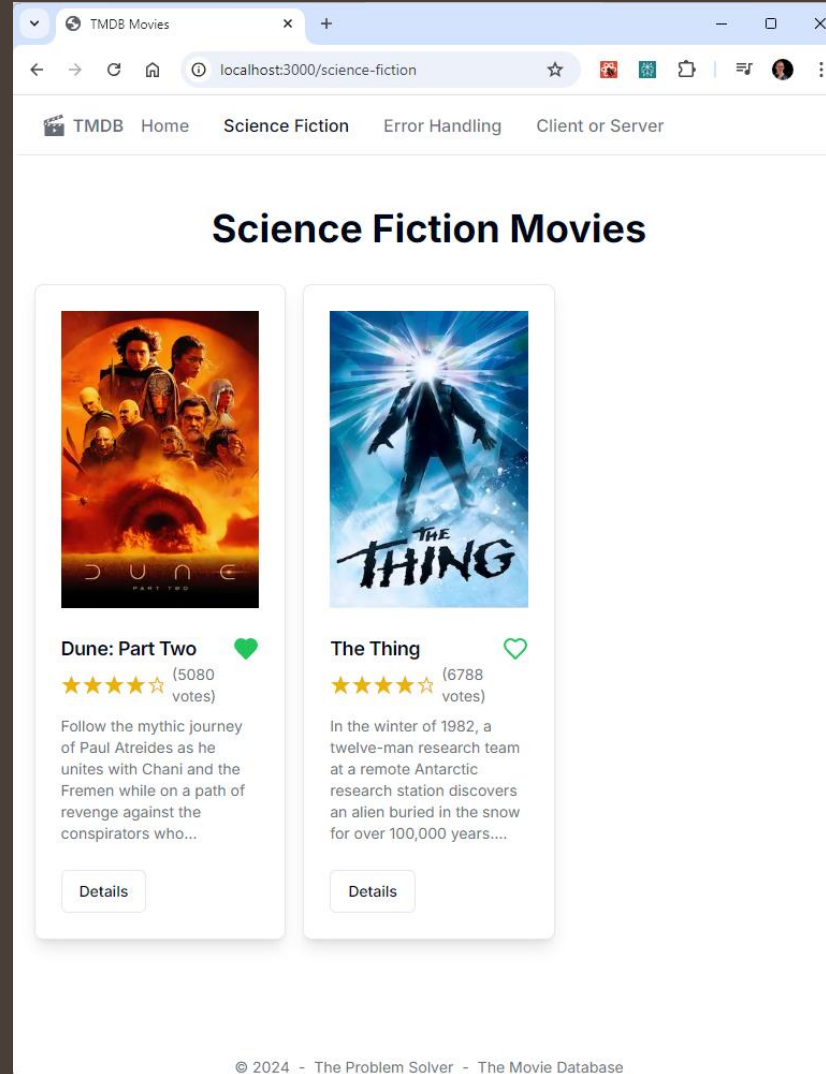 TMDB Movies
localhost:3000/science-fiction
TMDB Home Science Fiction Error Handling Client or Server
Science Fiction Movies
DUNE
PART TWO
THE
THING
Dune: Part Two
(5080
votes)
Follow the mythic journey
of Paul Atreides as he
unites with Chani and the
Fremen while on a path of
revenge against the
conspirators who...
Details
The Thing
(6788
votes)
In the winter of 1982, a
twelve-man research team
at a remote Antarctic
research station discovers
an alien buried in the snow
for over 100,000 years....
Details
© 2024 - The Problem Solver - The Movie Database